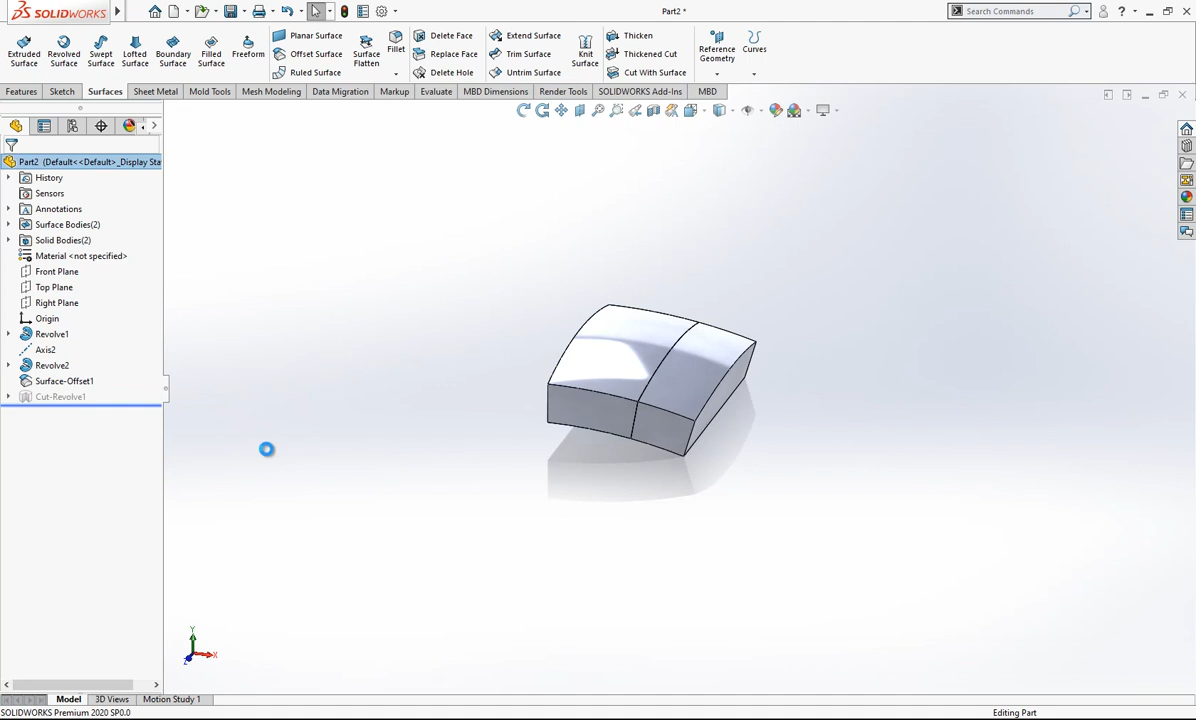 SOLIDWORKS
Part2 *
Search Commands
Extruded Surface
Revolved Surface
Swept Surface
Lofted Surface
Boundary Surface
Filled Surface
Freeform
Planar Surface
Offset Surface
Ruled Surface
Surface Flatten
Fillet
Delete Face
Replace Face
Delete Hole
Extend Surface
Trim Surface
Untrim Surface
Knit Surface
Thicken
Thickened Cut
Cut With Surface
Reference Geometry
Curves
Features Sketch Surfaces Sheet Metal Mold Tools Mesh Modeling Data Migration Markup Evaluate MBD Dimensions Render Tools SOLIDWORKS Add-Ins MBD
Part2 (Default<<Default>_Display Sta
History
Sensors
Annotations
Surface Bodies(2)
Solid Bodies(2)
Material <not specified>
Front Plane
Top Plane
Right Plane
Origin
Revolve1
Axis2
Revolve2
Surface-Offset1
Cut-Revolve1
Y
X
Z
Model 3D Views Motion Study 1
SOLIDWORKS Premium 2020 SP0.0
Editing Part